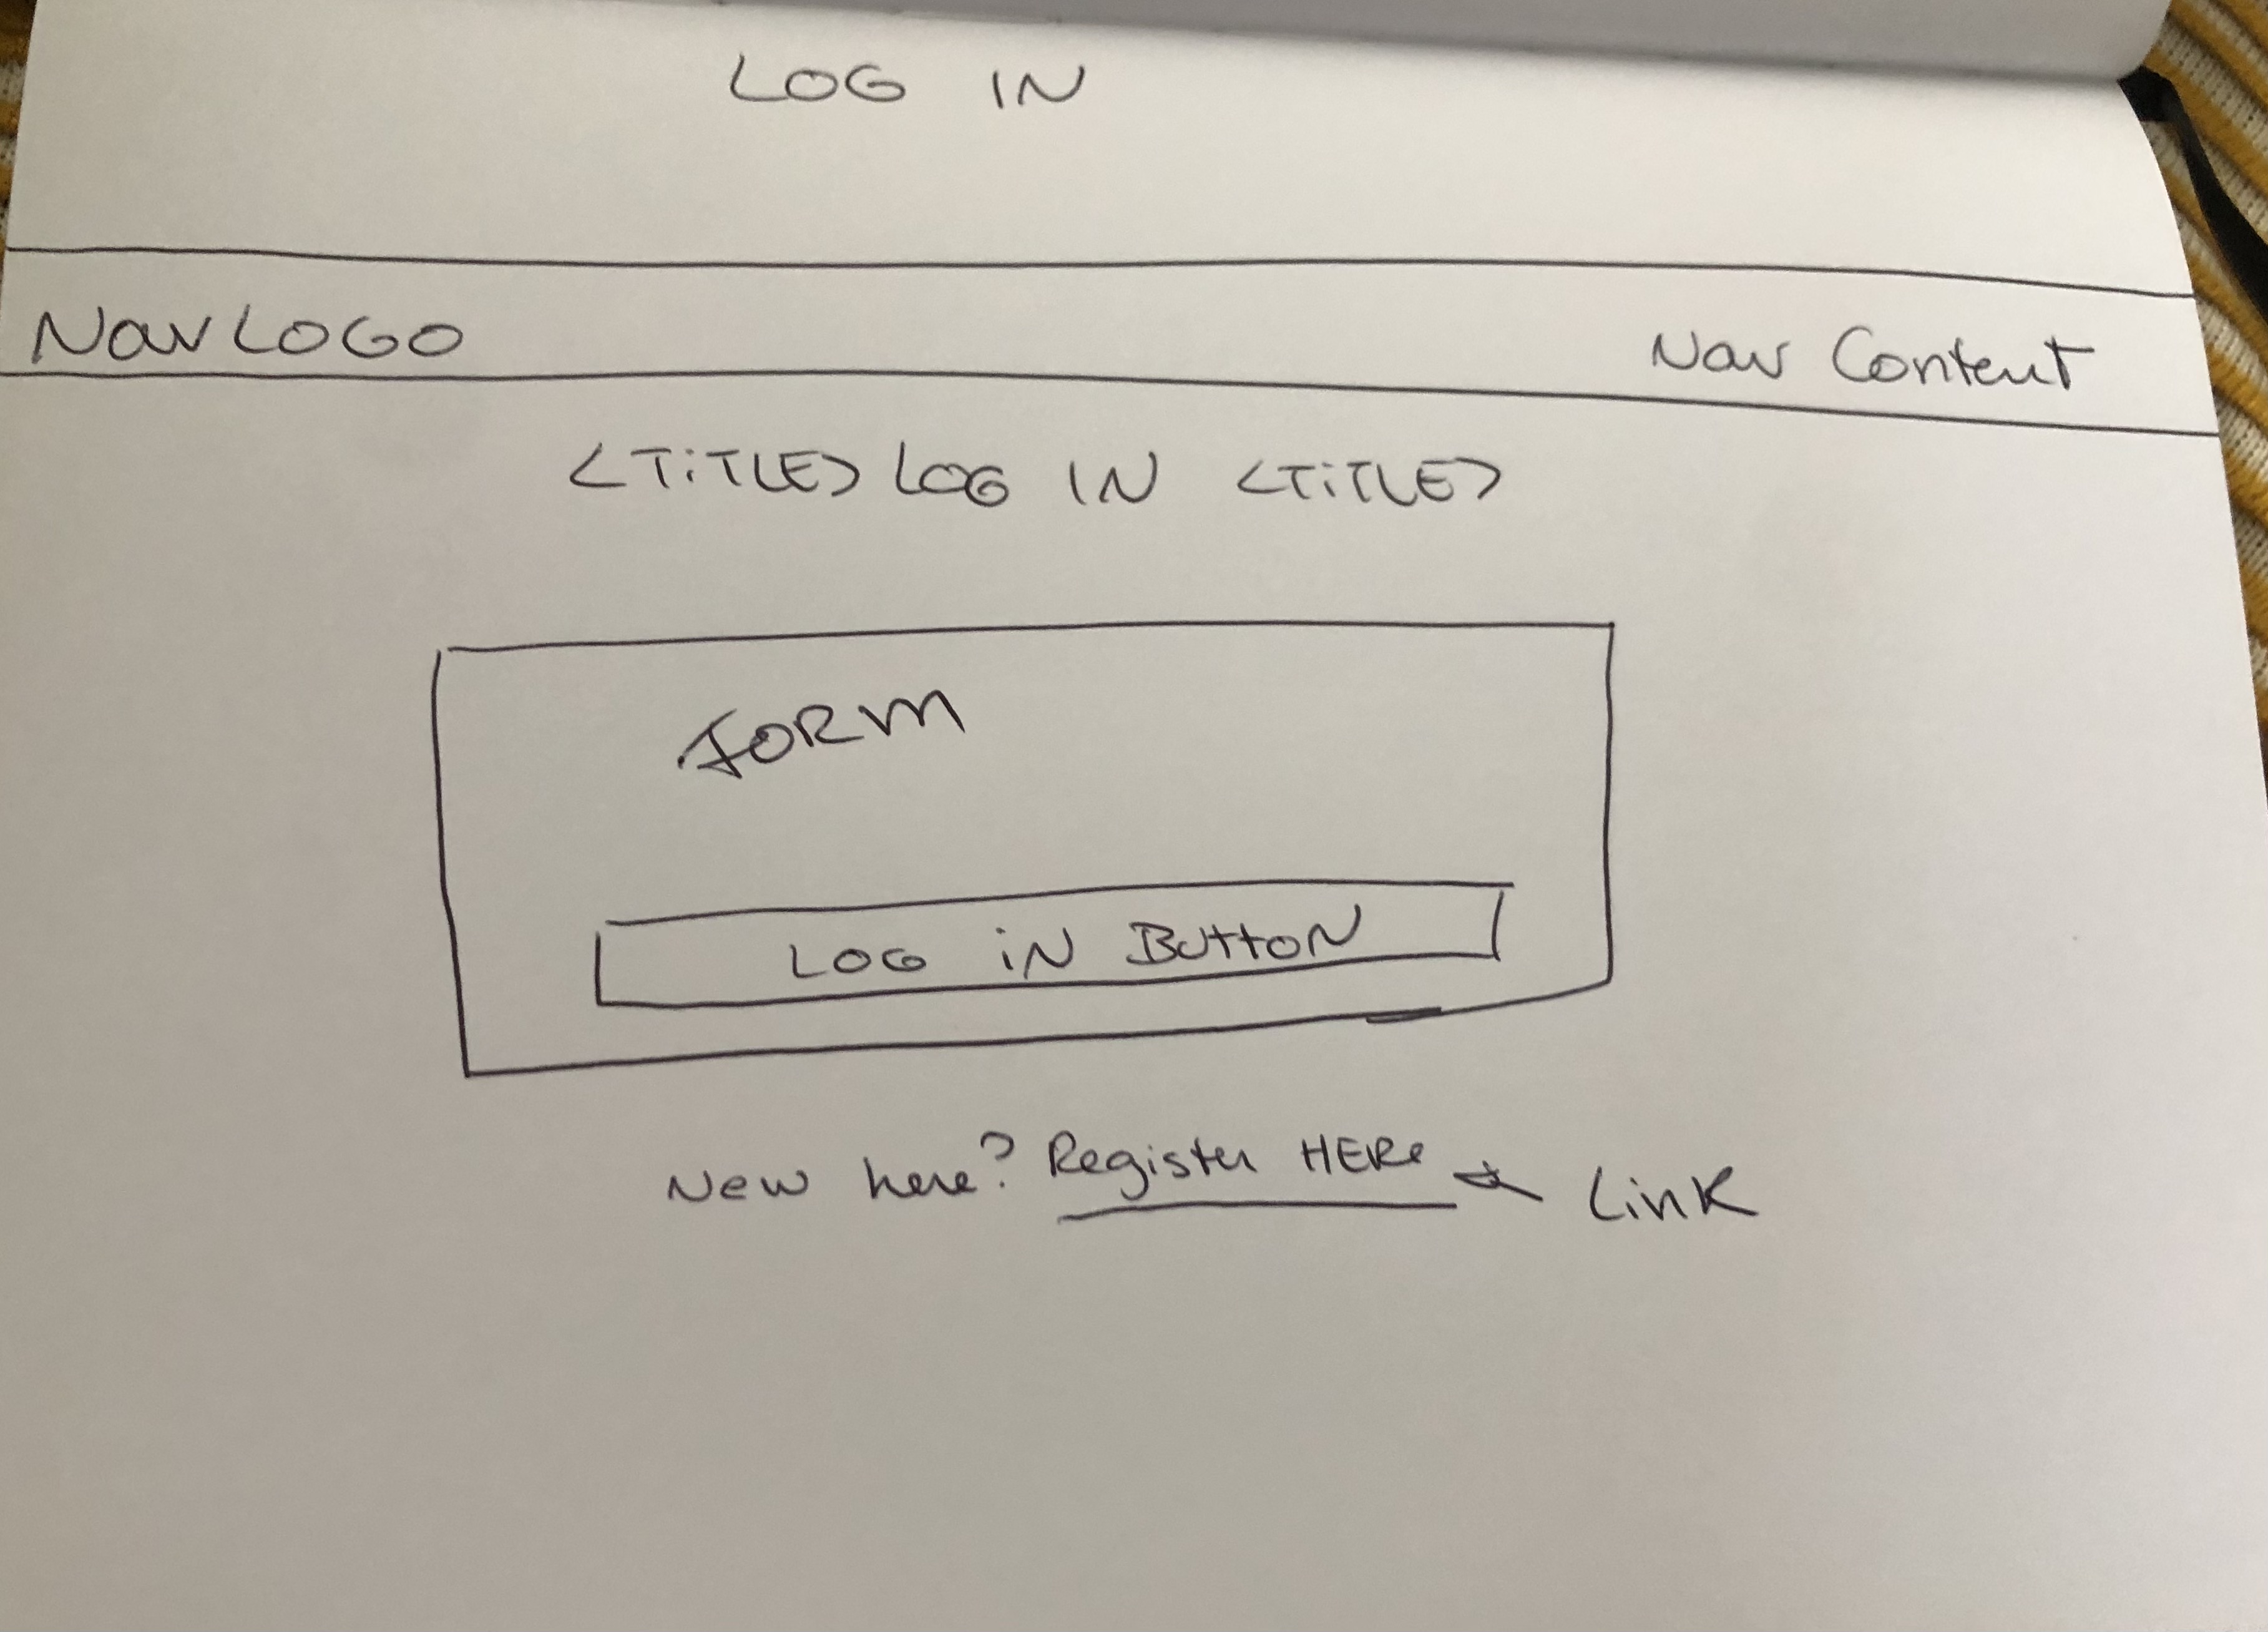 LOG IN
Nav LOGO
Nav Content
<TiTLE> LOG IN <TiTLE>
FORM
LOG iN BUttON
New here? Register HERe
Link